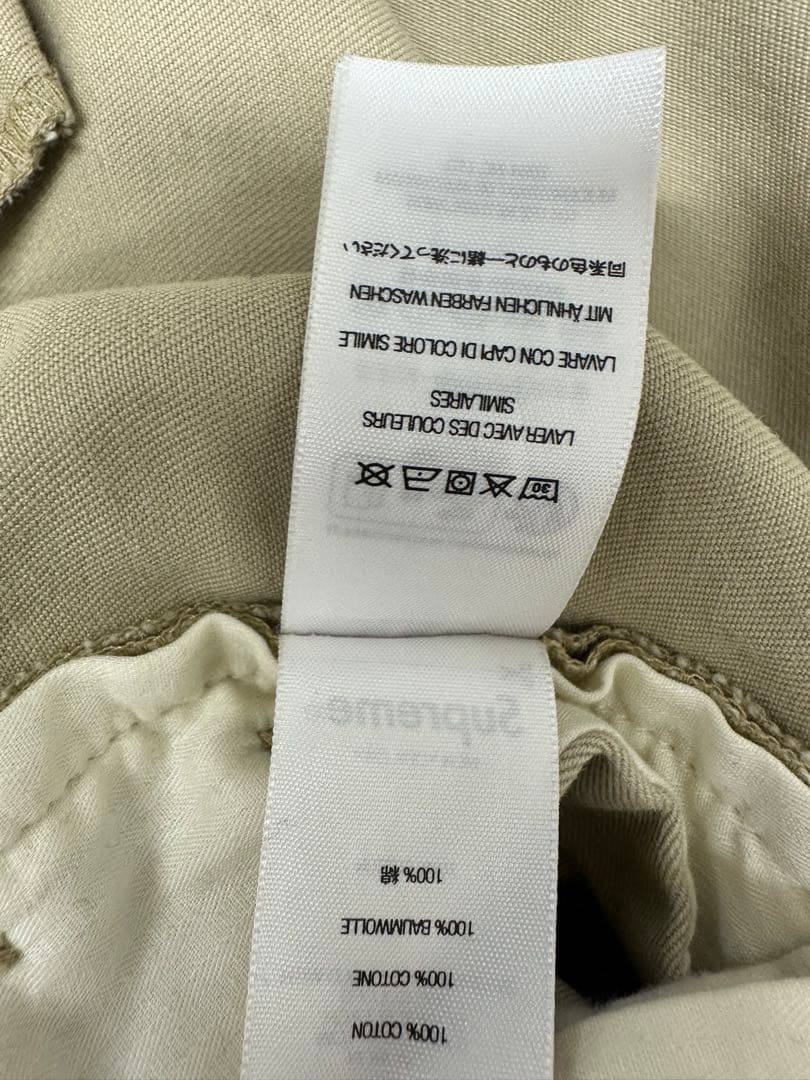 100% COTON
100% COTONE
100% BAUMWOLLE
100% 綿
Supreme
30
LAVER AVEC DES COULEURS
SIMILAIRES
LAVARE CON CAPI DI COLORE SIMILE
MIT ÄHNLICHEN FARBEN WASCHEN
同系色のものと一緒に洗ってください